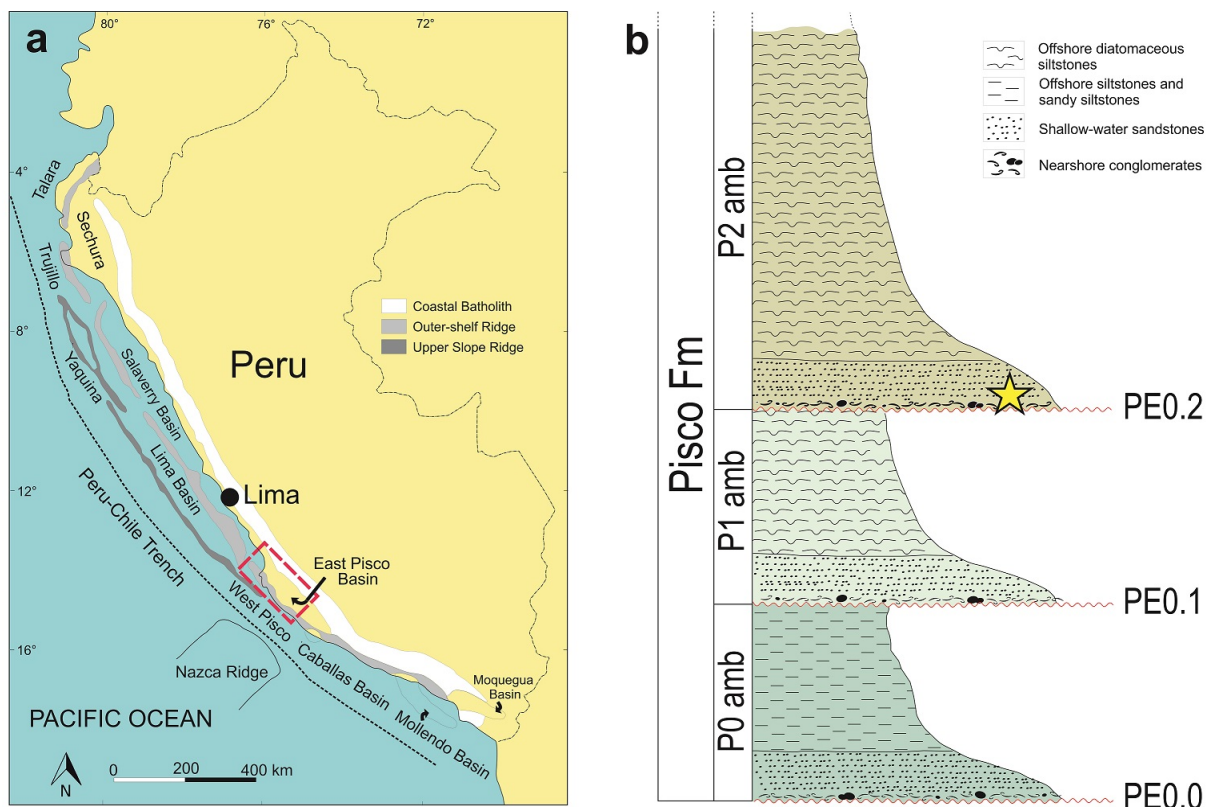 a
80°
76°
72°
4°
8°
12°
16°
Talara
Sechura
Trujillo
Yaquina
Salaverry Basin
Lima Basin
Peru-Chile Trench
Coastal Batholith
Outer-shelf Ridge
Upper Slope Ridge
Peru
Lima
East Pisco
Basin
West Pisco
Caballas Basin
Nazca Ridge
Moquegua
Basin
Mollendo Basin
PACIFIC OCEAN
N
0
200
400 km
b
Offshore diatomaceous
siltstones
Offshore siltstones and
sandy siltstones
Shallow-water sandstones
Nearshore conglomerates
Pisco Fm
P2 amb
P1 amb
P0 amb
PE0.2
PE0.1
PE0.0